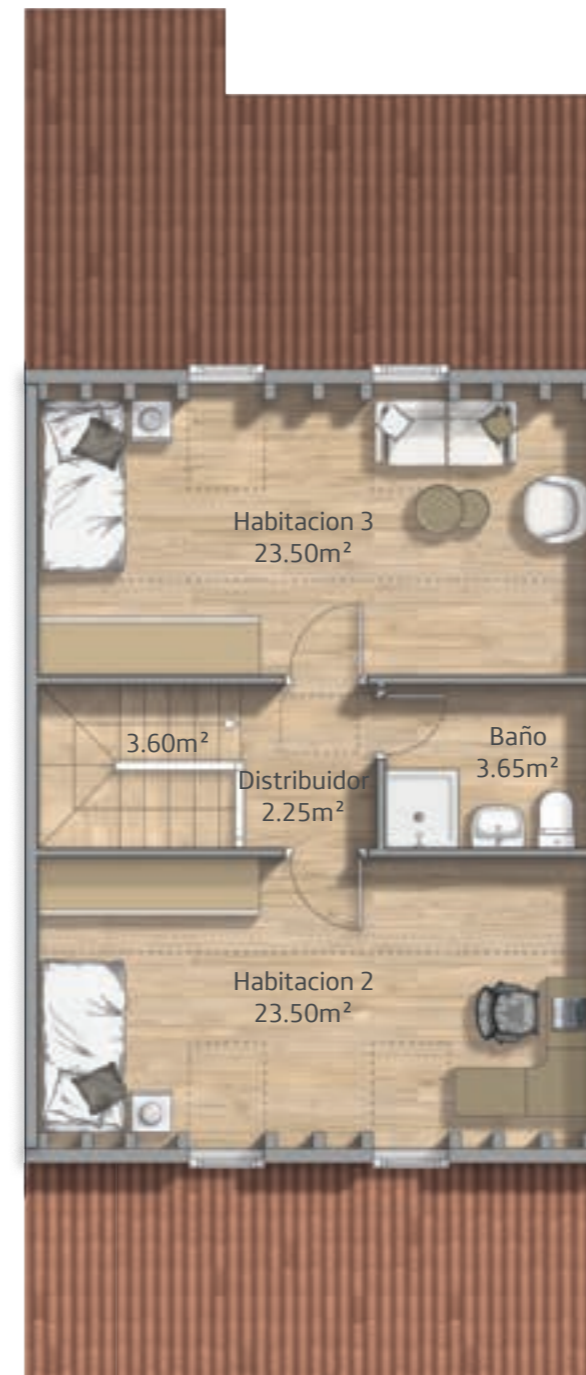 Habitacion 3
23.50m²
3.60m²
Baño
3.65m²
Distribuidor
2.25m²
Habitacion 2
23.50m²